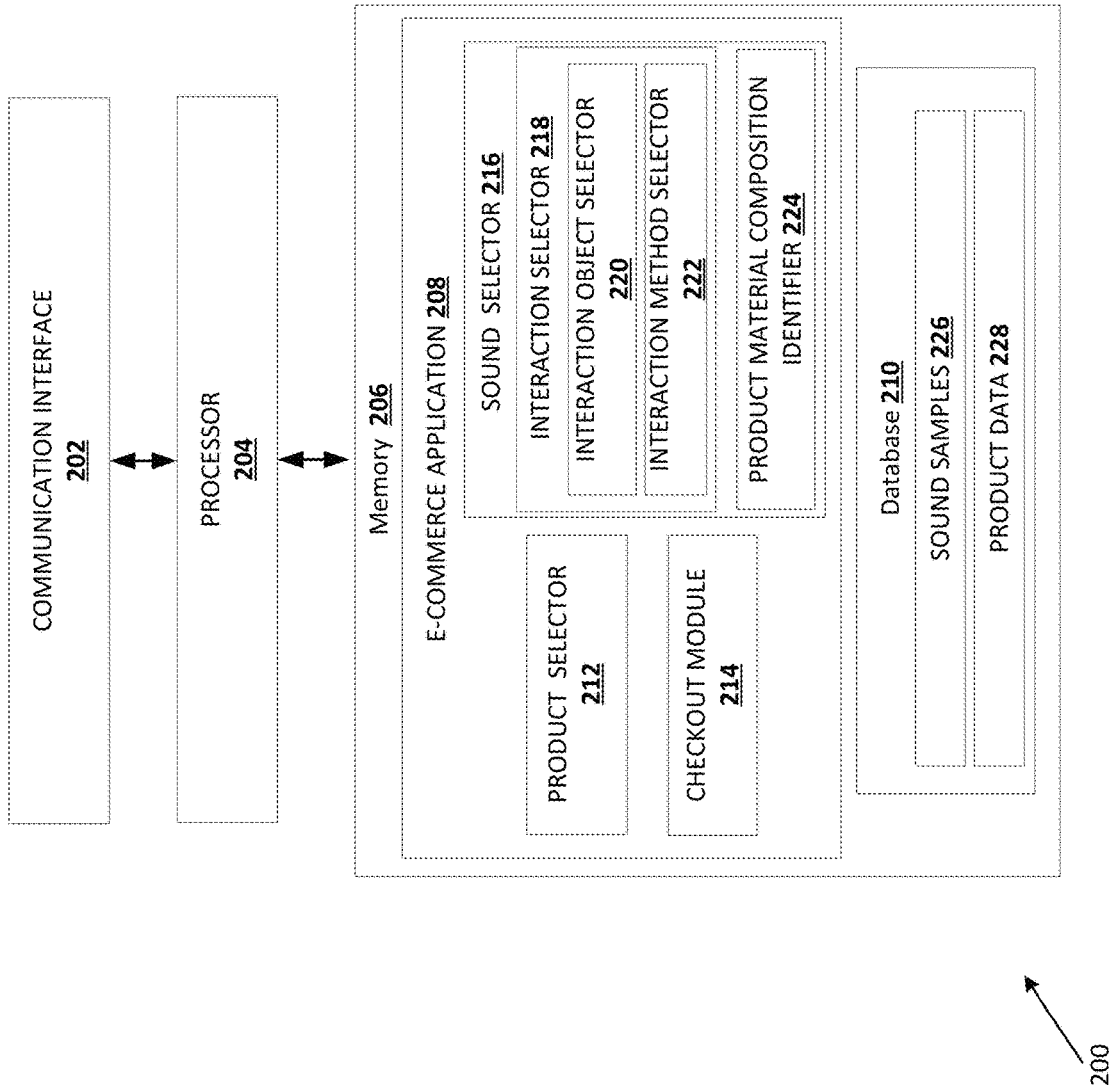 COMMUNICATION INTERFACE
202
PROCESSOR
204
Memory 206
E-COMMERCE APPLICATION 208
PRODUCT SELECTOR
212
CHECKOUT MODULE
214
SOUND SELECTOR 216
INTERACTION SELECTOR 218
INTERACTION OBJECT SELECTOR
220
INTERACTION METHOD SELECTOR
222
PRODUCT MATERIAL COMPOSITION
IDENTIFIER 224
Database 210
SOUND SAMPLES 226
PRODUCT DATA 228
200